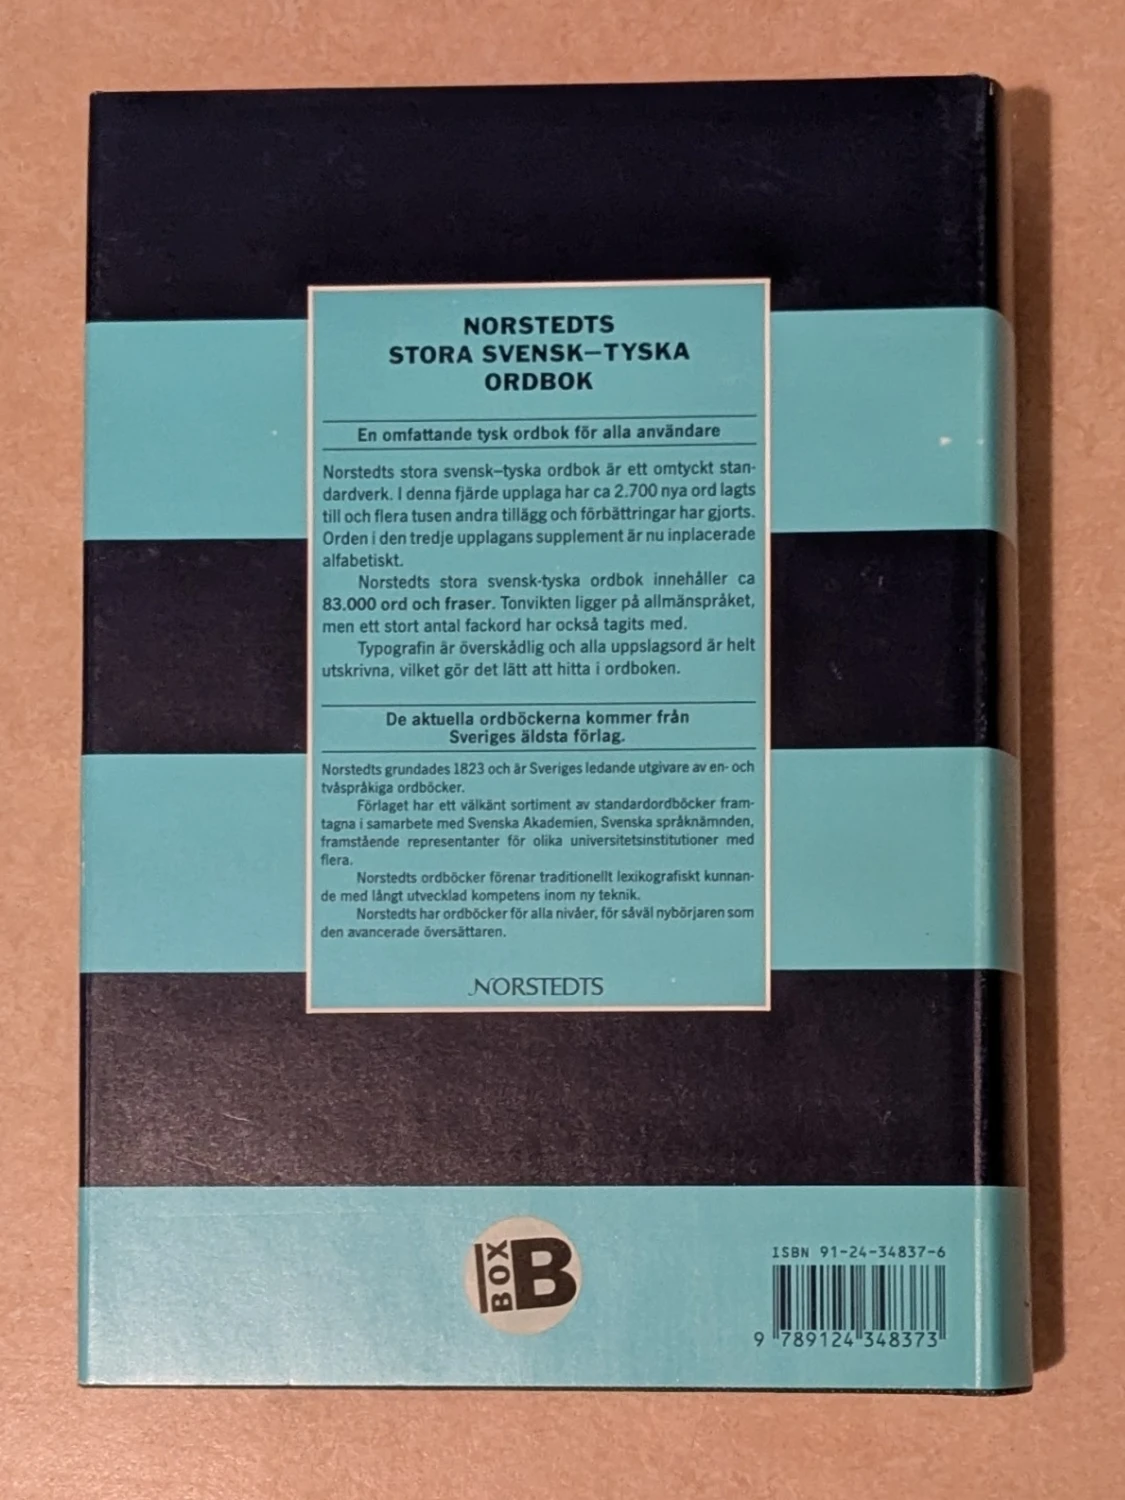 NORSTEDTS
STORA SVENSK–TYSKA
ORDBOK
En omfattande tysk ordbok för alla användare
Norstedts stora svensk–tyska ordbok är ett omtyckt stan-
dardverk. I denna fjärde upplaga har ca 2.700 nya ord lagts
till och flera tusen andra tillägg och förbättringar har gjorts.
Orden i den tredje upplagans supplement är nu inplacerade
alfabetiskt.
Norstedts stora svensk-tyska ordbok innehåller ca
83.000 ord och fraser. Tonvikten ligger på allmänspråket,
men ett stort antal fackord har också tagits med.
Typografin är överskådlig och alla uppslagsord är helt
utskrivna, vilket gör det lätt att hitta i ordboken.
De aktuella ordböckerna kommer från
Sveriges äldsta förlag.
Norstedts grundades 1823 och är Sveriges ledande utgivare av en- och
tvåspråkiga ordböcker.
Förlaget har ett välkänt sortiment av standardordböcker fram-
tagna i samarbete med Svenska Akademien, Svenska språknämnden,
framstående representanter för olika universitetsinstitutioner med
flera.
Norstedts ordböcker förenar traditionellt lexikografiskt kunnan-
de med långt utvecklad kompetens inom ny teknik.
Norstedts har ordböcker för alla nivåer, för såväl nybörjaren som
den avancerade översättaren.
NORSTEDTS
BOX B
ISBN 91-24-34837-6
9 789124 348373